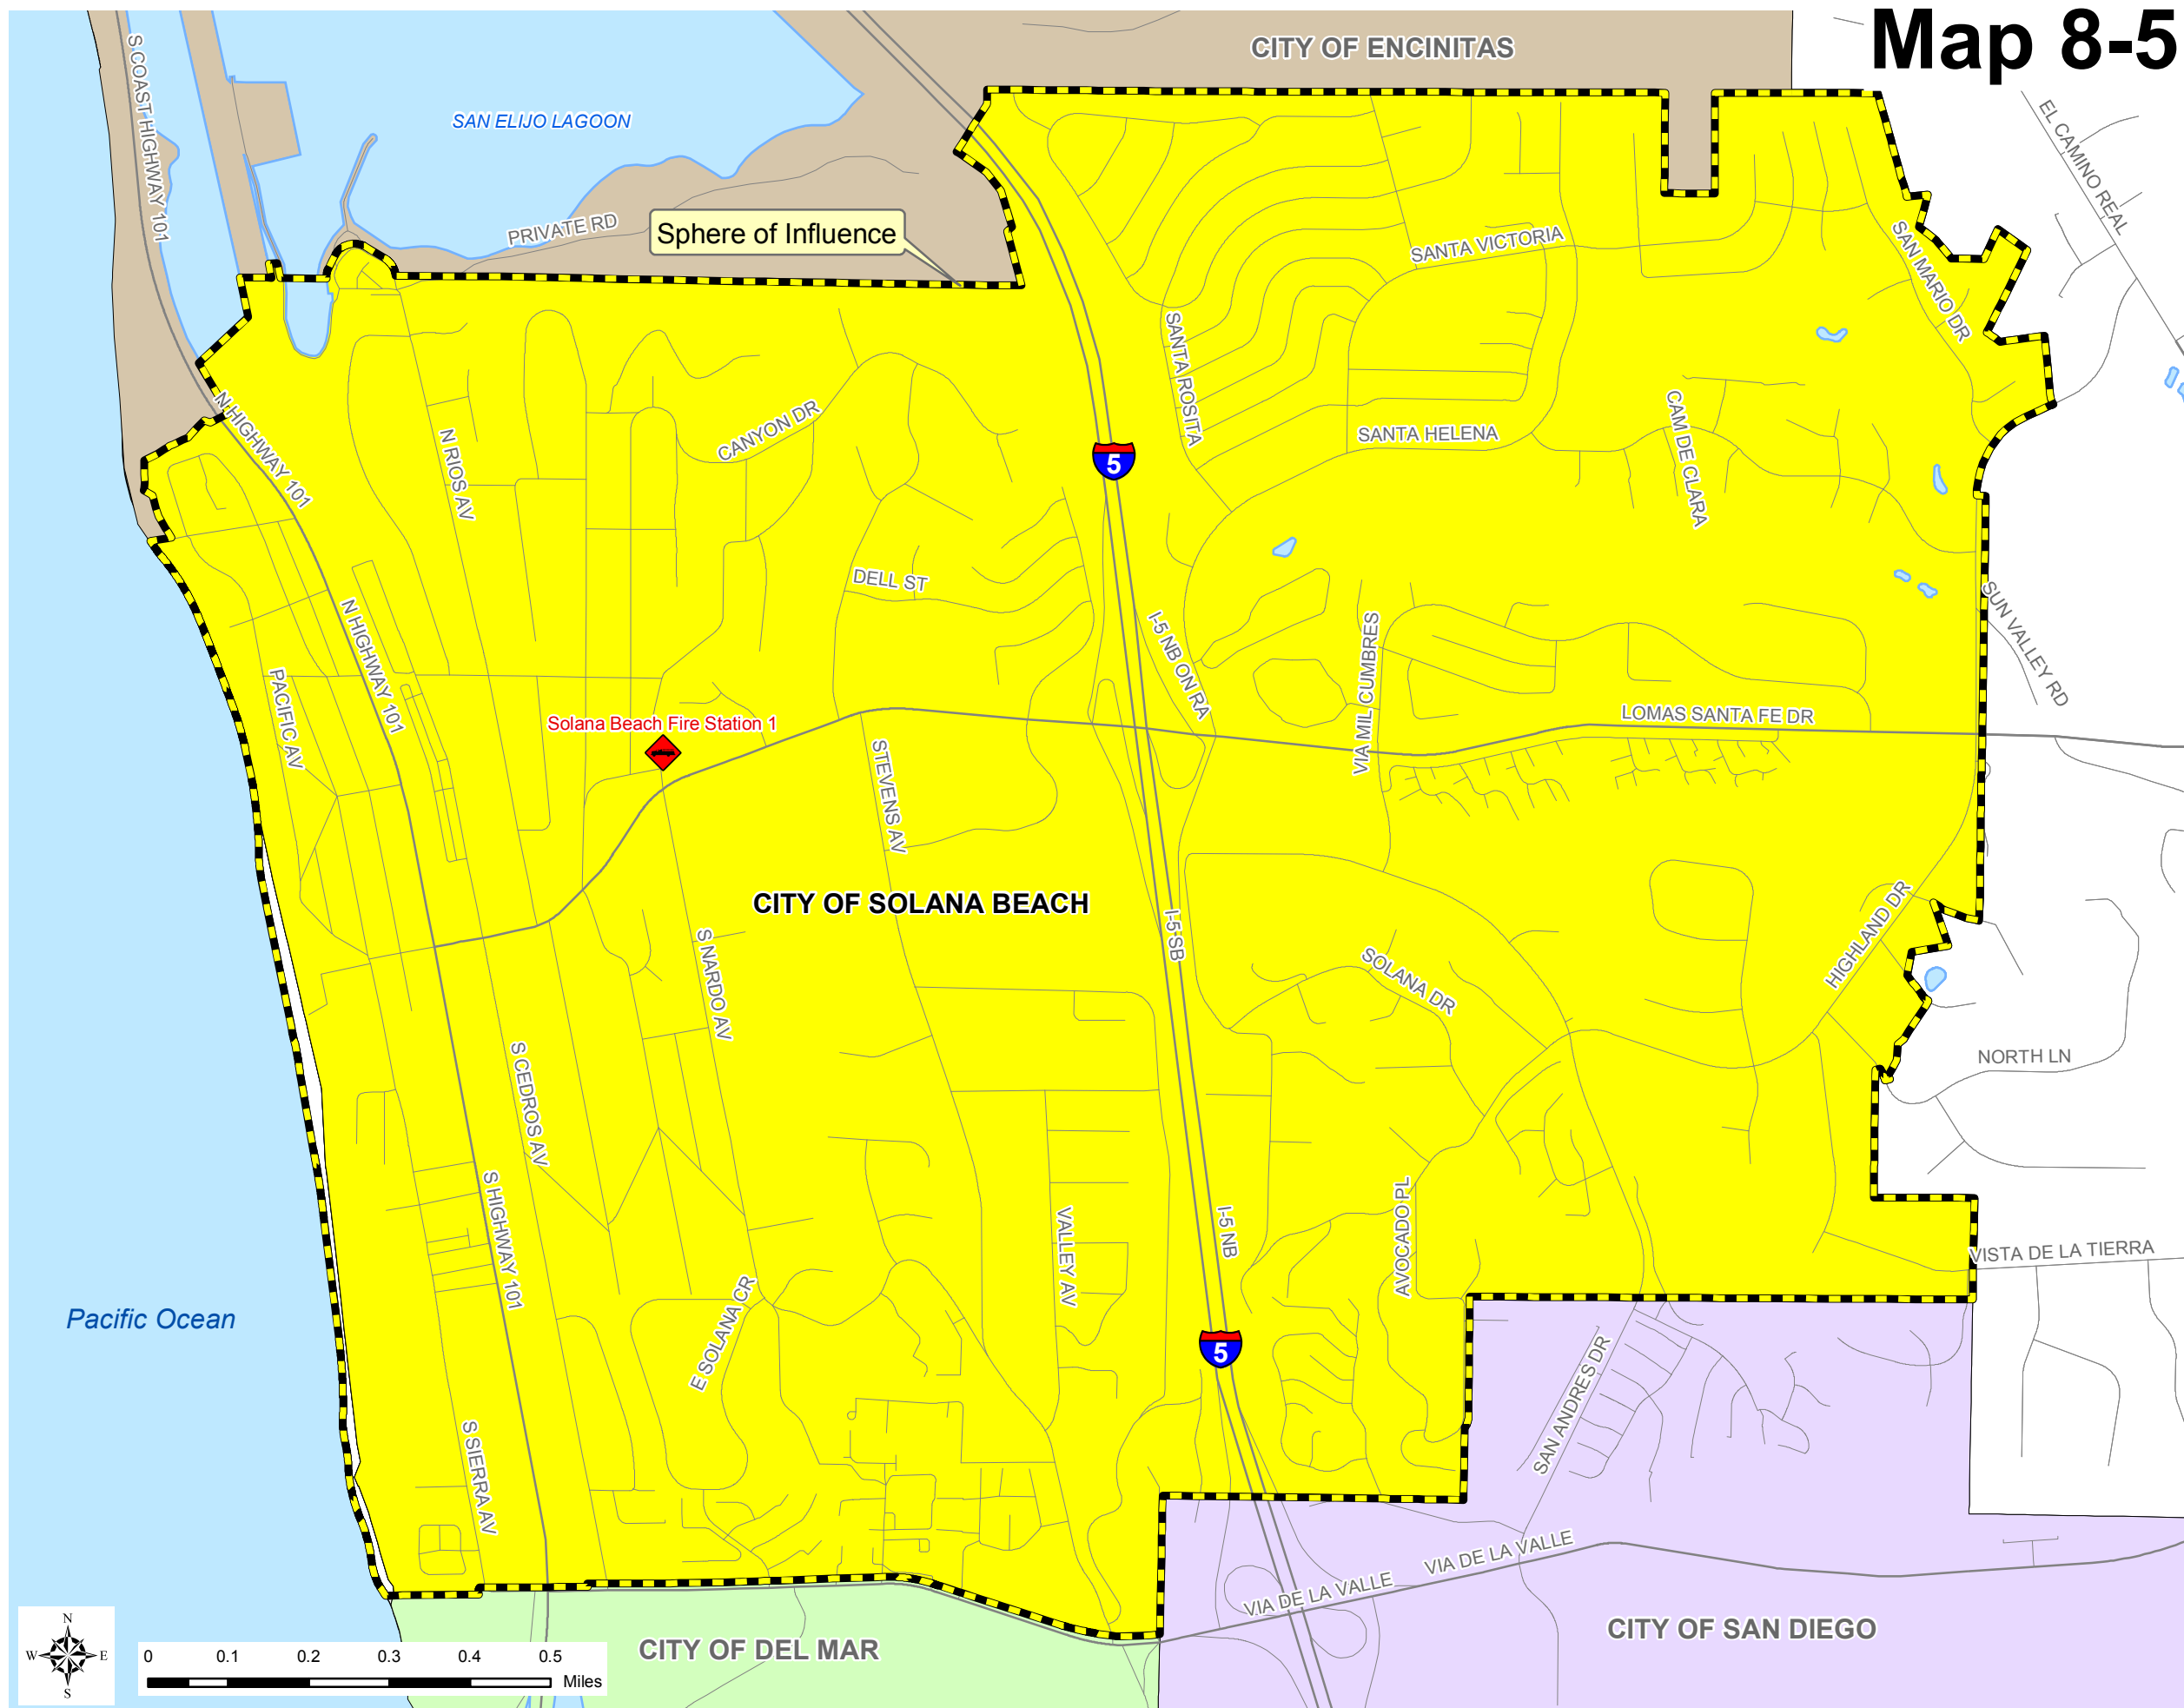 Map 8-5
CITY OF ENCINITAS
S COAST HIGHWAY 101
SAN ELIJO LAGOON
EL CAMINO REAL
PRIVATE RD
Sphere of Influence
SANTA VICTORIA
SAN MARIO DR
SANTA ROSITA
N HIGHWAY 101
N RIOS AV
CANYON DR
SANTA HELENA
CAM DE CLARA
5
DELL ST
N HIGHWAY 101
I-5 NB ON RA
VIA MIL CUMBRES
SUN VALLEY RD
PACIFIC AV
Solana Beach Fire Station 1
LOMAS SANTA FE DR
STEVENS AV
CITY OF SOLANA BEACH
I-5 SB
HIGHLAND DR
S NARDO AV
SOLANA DR
S CEDROS AV
NORTH LN
S HIGHWAY 101
VALLEY AV
I-5 NB
AVOCADO PL
VISTA DE LA TIERRA
Pacific Ocean
E SOLANA CR
5
SAN ANDRES DR
S SIERRA AV
VIA DE LA VALLE
VIA DE LA VALLE
CITY OF DEL MAR
CITY OF SAN DIEGO
N
W E
S
0 0.1 0.2 0.3 0.4 0.5
Miles